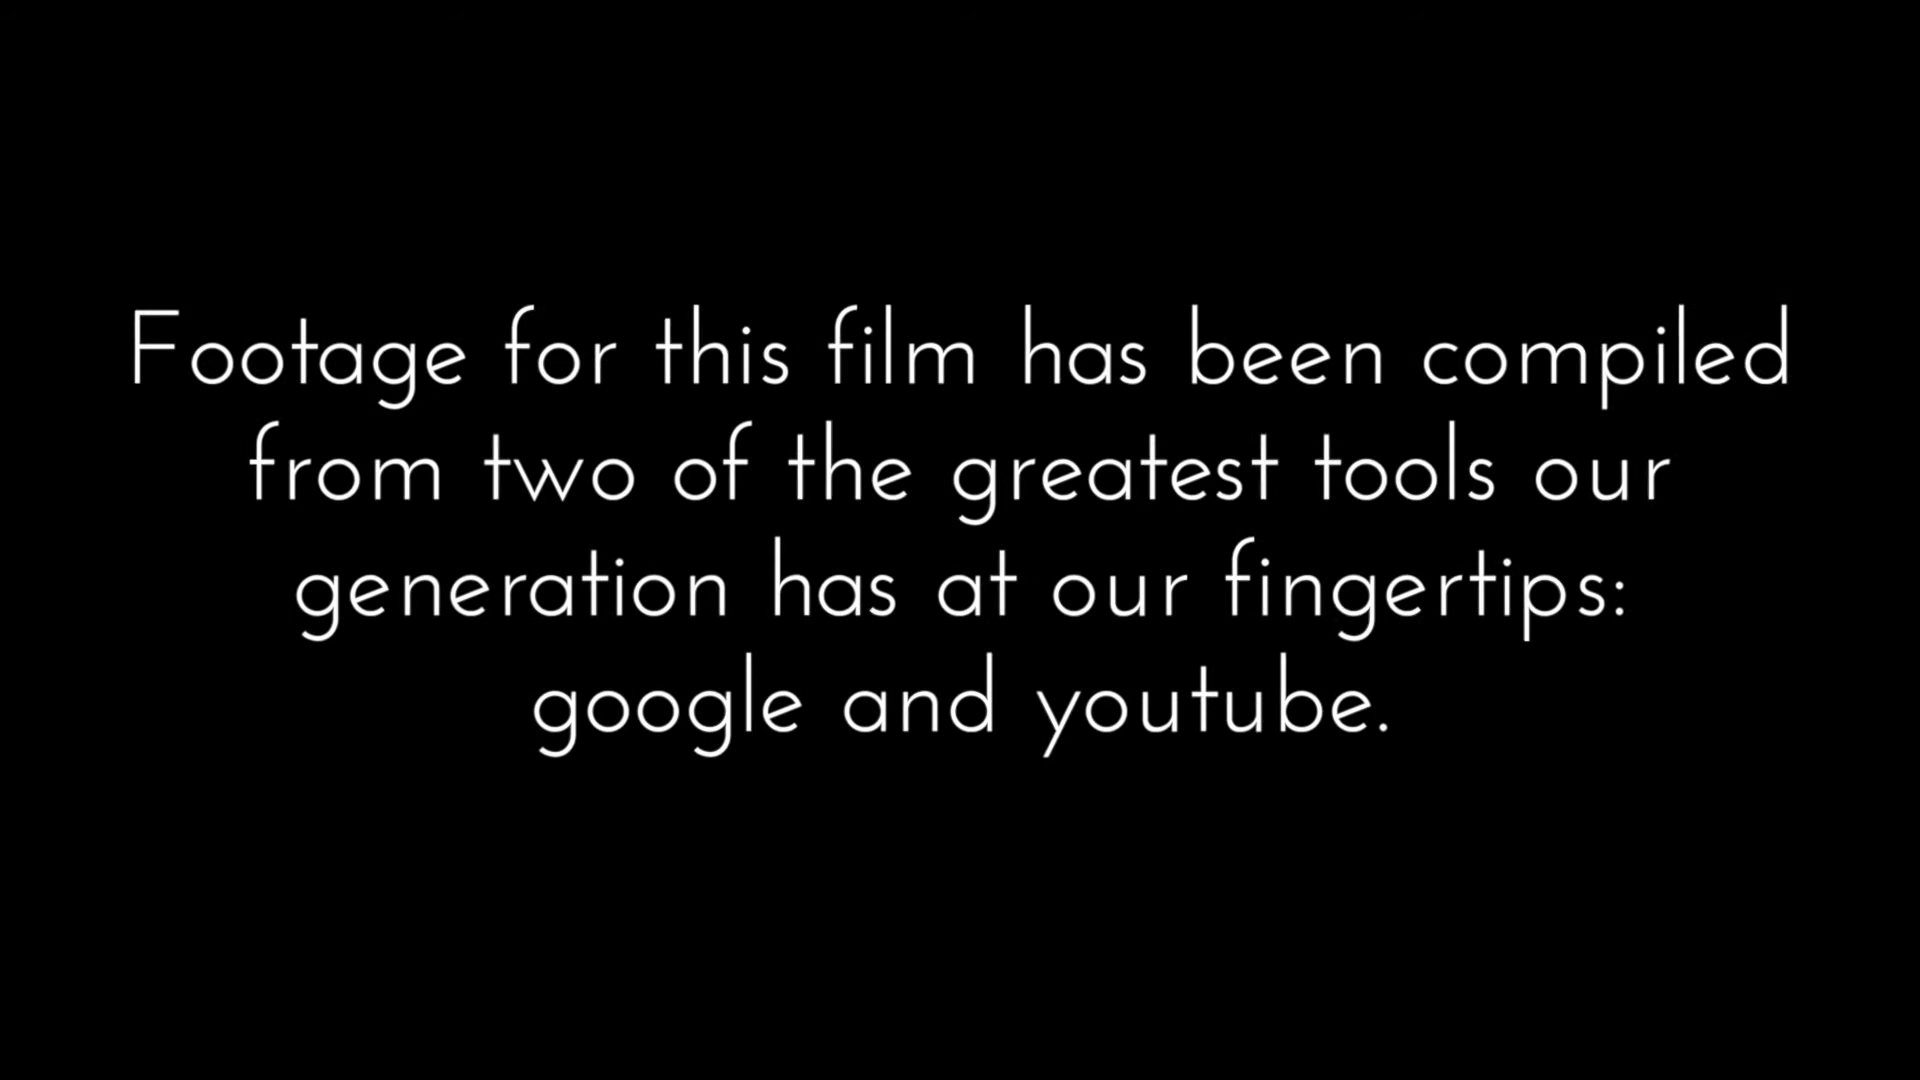 Footage for this film has been compiled
from two of the greatest tools our
generation has at our fingertips:
google and youtube.